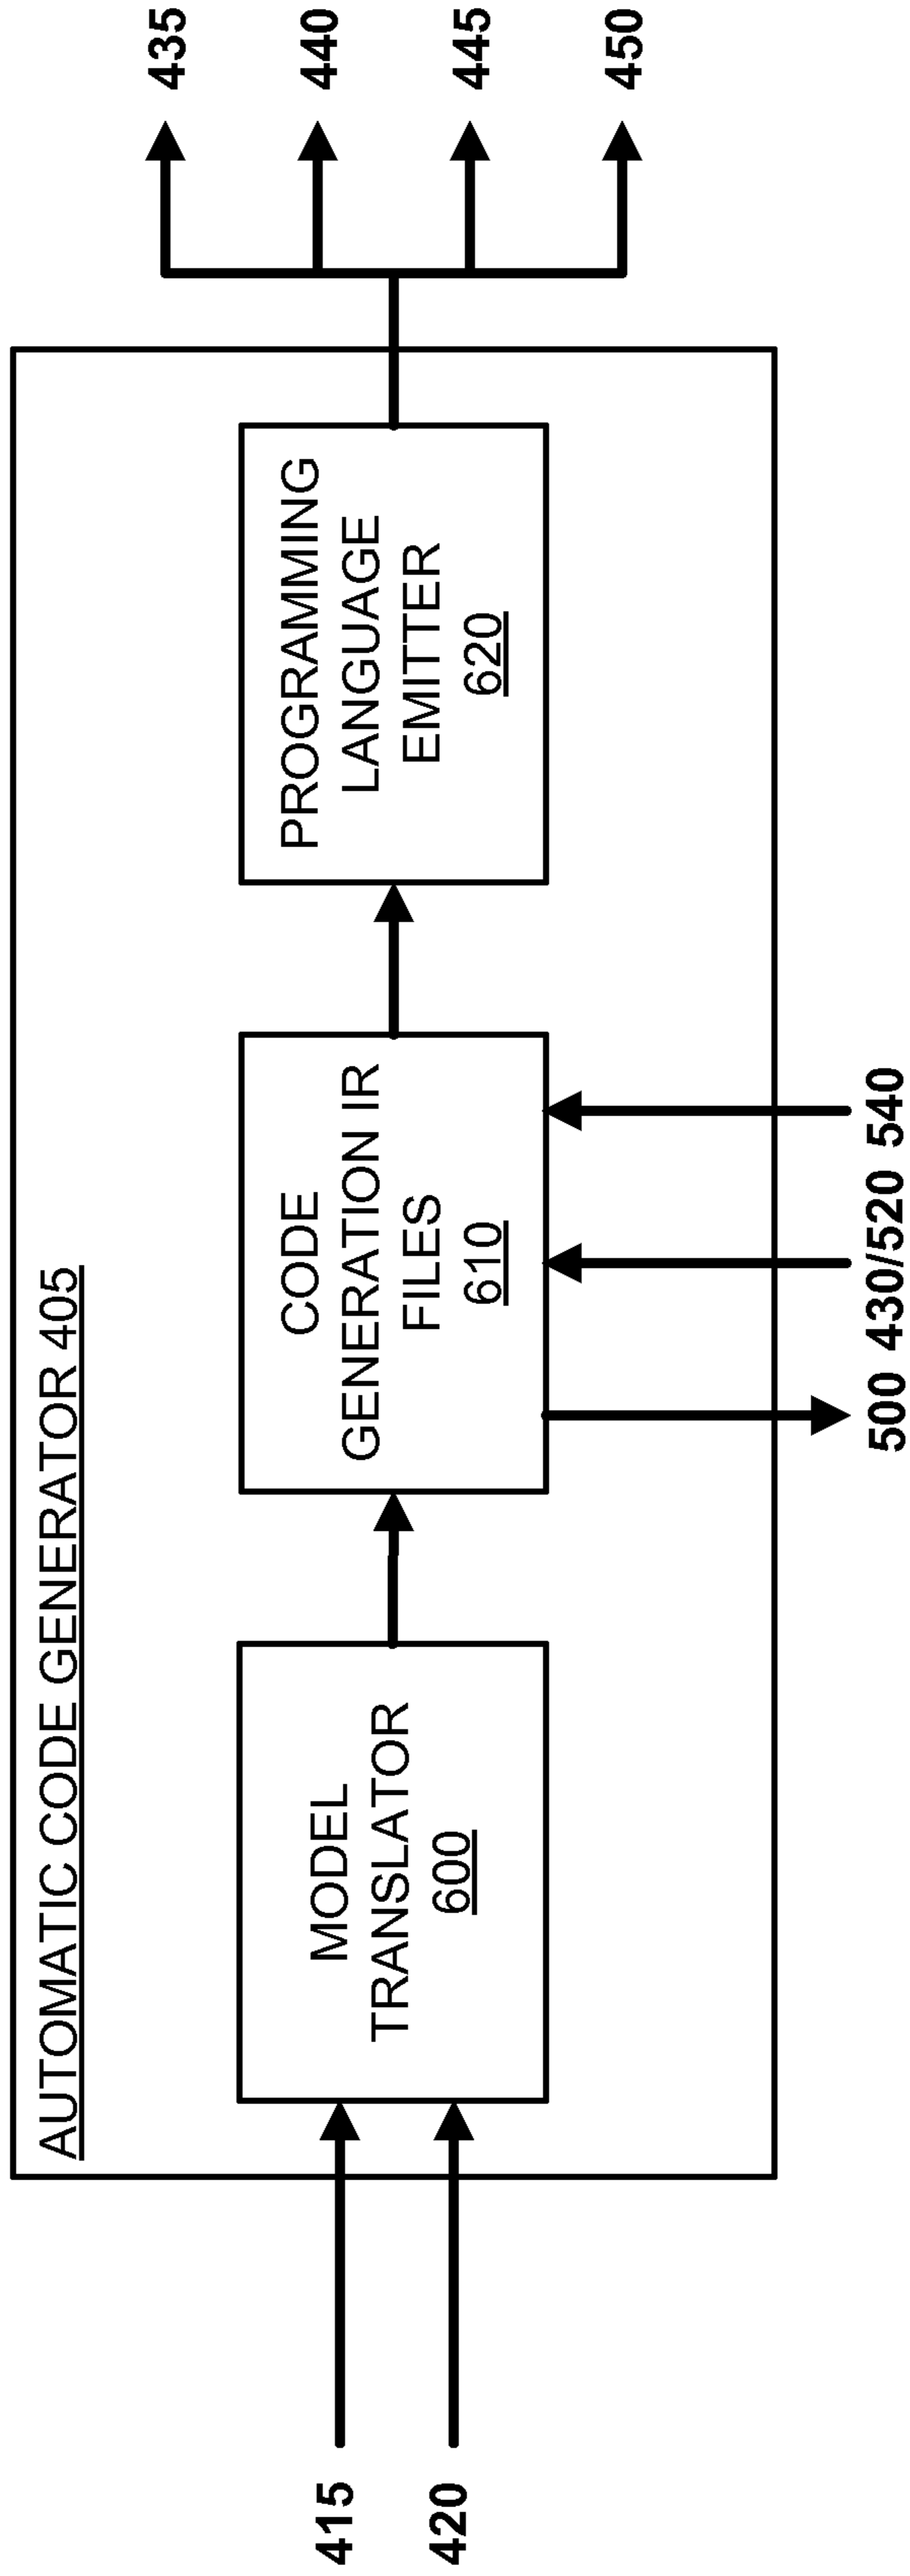 AUTOMATIC CODE GENERATOR 405
415
420
MODEL
TRANSLATOR
600
CODE
GENERATION IR
FILES
610
PROGRAMMING
LANGUAGE
EMITTER
620
435
440
445
450
500 430/520 540